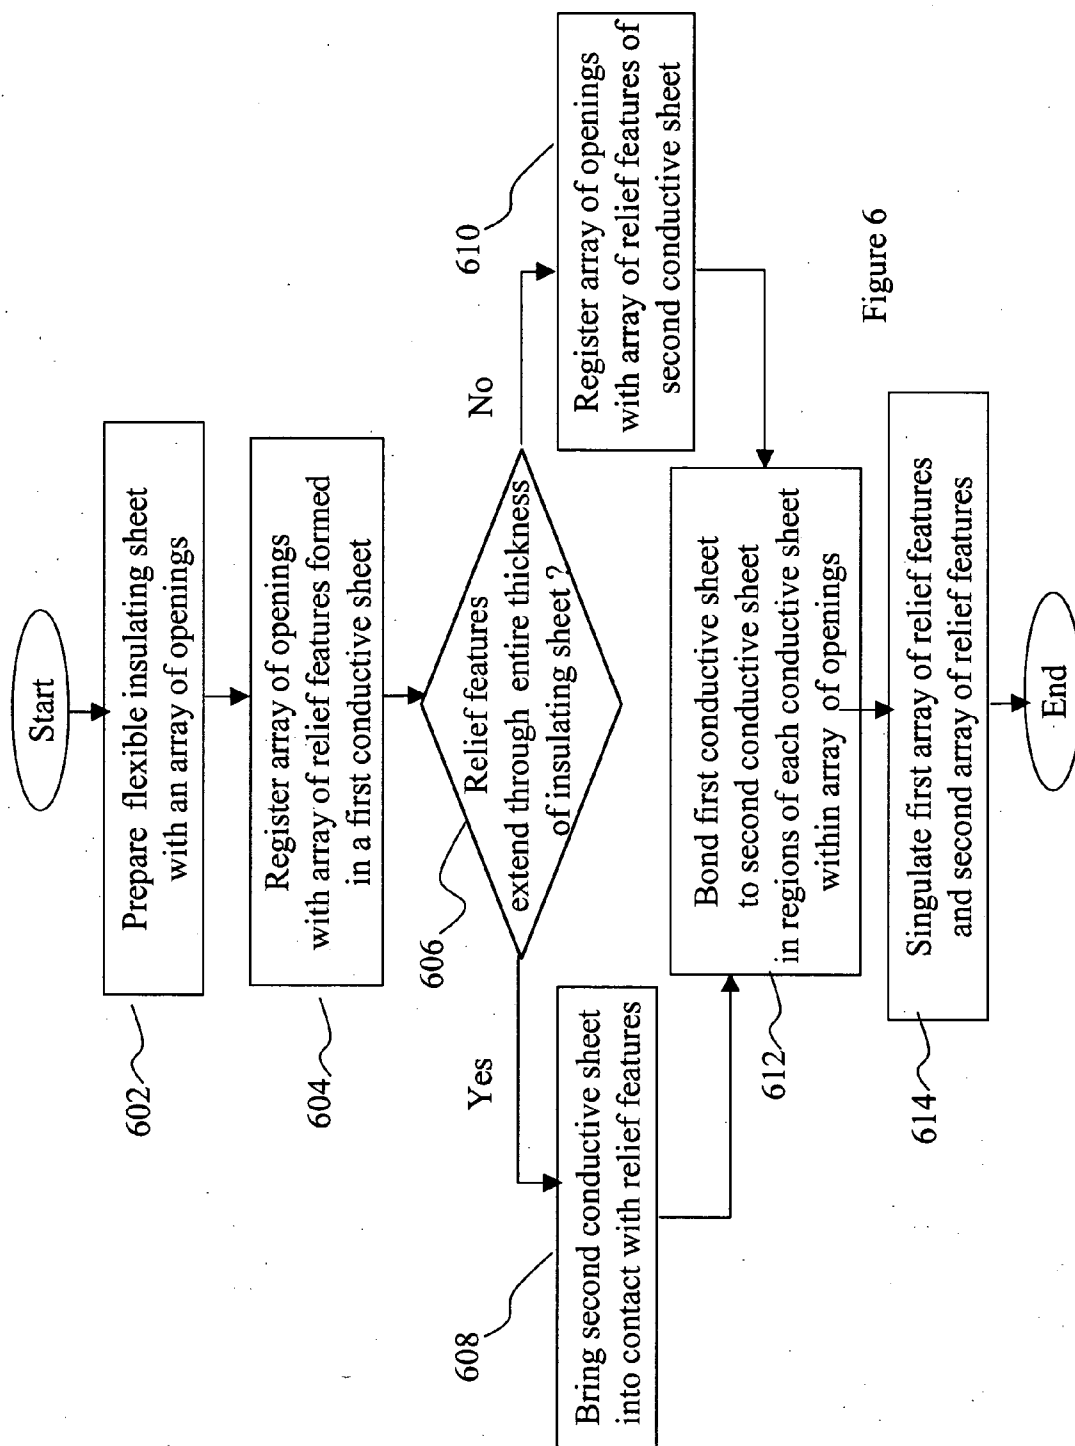 Start
Prepare flexible insulating sheet
with an array of openings
602
Register array of openings
with array of relief features formed
in a first conductive sheet
604
Relief features
extend through entire thickness
of insulating sheet ?
606
Yes
No
Bring second conductive sheet
into contact with relief features
608
Register array of openings
with array of relief features of
second conductive sheet
610
Bond first conductive sheet
to second conductive sheet
in regions of each conductive sheet
within array of openings
612
Singulate first array of relief features
and second array of relief features
614
End
Figure 6